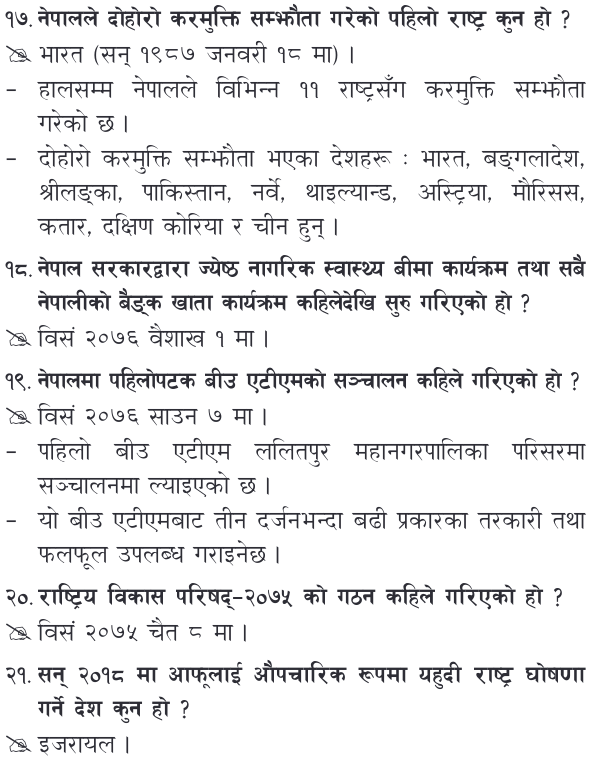 १७. नेपालले दोहोरो करमुक्ति सम्झौता गरेको पहिलो राष्ट्र कुन हो ?
भारत (सन् १९८७ जनवरी १८ मा) ।
- हालसम्म नेपालले विभिन्न ११ राष्ट्रसँग करमुक्ति सम्झौता
गरेको छ ।
- दोहोरो करमुक्ति सम्झौता भएका देशहरू : भारत, बङ्गलादेश,
श्रीलङ्का, पाकिस्तान, नर्वे, थाइल्यान्ड, अस्ट्रिया, मौरिसस,
कतार, दक्षिण कोरिया र चीन हुन् ।
१८. नेपाल सरकारद्वारा ज्येष्ठ नागरिक स्वास्थ्य बीमा कार्यक्रम तथा सबै
नेपालीको बैङ्क खाता कार्यक्रम कहिलेदेखि सुरु गरिएको हो ?
विसं २०७६ वैशाख १ मा ।
१९. नेपालमा पहिलोपटक बीउ एटीएमको सञ्चालन कहिले गरिएको हो ?
विसं २०७६ साउन ७ मा ।
- पहिलो बीउ एटीएम ललितपुर महानगरपालिका परिसरमा
सञ्चालनमा ल्याइएको छ ।
- यो बीउ एटीएमबाट तीन दर्जनभन्दा बढी प्रकारका तरकारी तथा
फलफूल उपलब्ध गराइनेछ ।
२०. राष्ट्रिय विकास परिषद्-२०७५ को गठन कहिले गरिएको हो ?
विसं २०७५ चैत ८ मा ।
२१. सन् २०१८ मा आफूलाई औपचारिक रूपमा यहुदी राष्ट्र घोषणा
गर्ने देश कुन हो ?
इजरायल ।